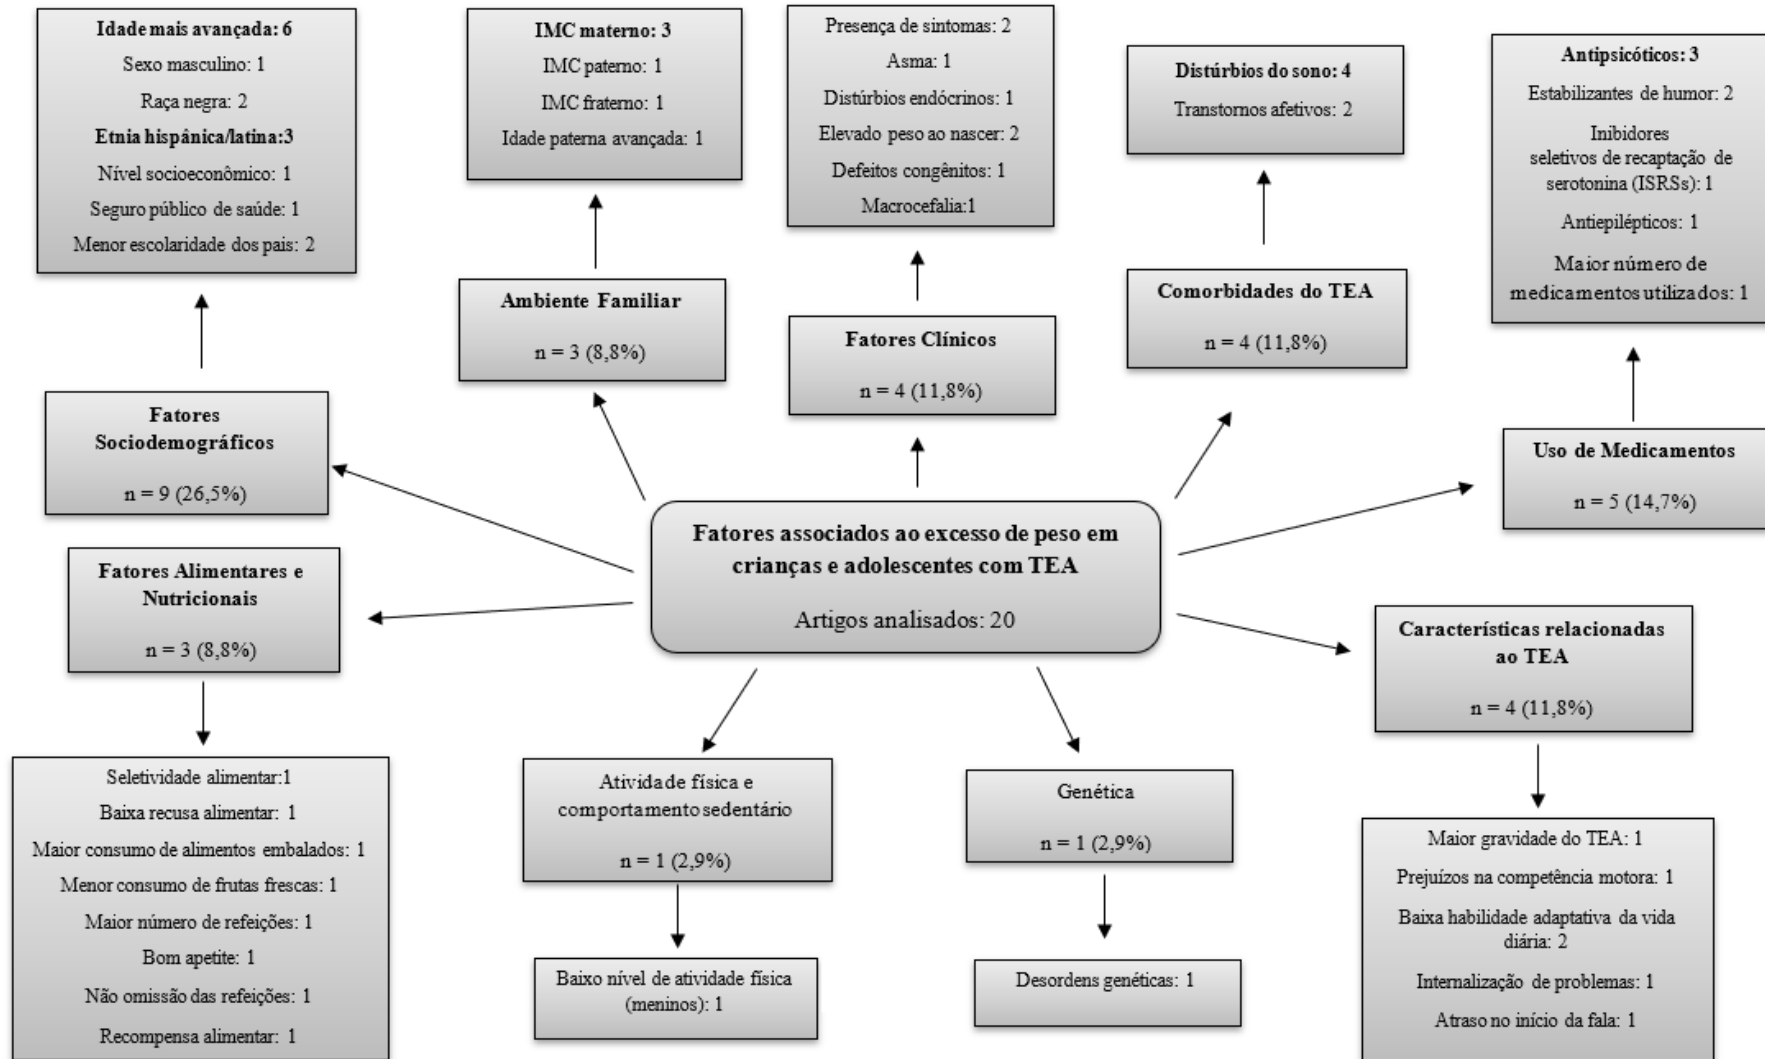 Idade mais avançada: 6
Sexo masculino: 1
Raça negra: 2
Etnia hispânica/latina:3
Nível socioeconômico: 1
Seguro público de saúde: 1
Menor escolaridade dos pais: 2
IMC materno: 3
IMC paterno: 1
IMC fraterno: 1
Idade paterna avançada: 1
Presença de sintomas: 2
Asma: 1
Distúrbios endócrinos: 1
Elevado peso ao nascer: 2
Defeitos congênitos: 1
Macrocefalia:1
Distúrbios do sono: 4
Transtornos afetivos: 2
Antipsicóticos: 3
Estabilizantes de humor: 2
Inibidores
seletivos de recaptação de
serotonina (ISRSs): 1
Antiepilépticos: 1
Maior número de
medicamentos utilizados: 1
Ambiente Familiar
n = 3 (8,8%)
Fatores Clínicos
n = 4 (11,8%)
Comorbidades do TEA
n = 4 (11,8%)
Fatores
Sociodemográficos
n = 9 (26,5%)
Uso de Medicamentos
n = 5 (14,7%)
Fatores associados ao excesso de peso em
crianças e adolescentes com TEA
Artigos analisados: 20
Fatores Alimentares e
Nutricionais
n = 3 (8,8%)
Características relacionadas
ao TEA
n = 4 (11,8%)
Seletividade alimentar:1
Baixa recusa alimentar: 1
Maior consumo de alimentos embalados: 1
Menor consumo de frutas frescas: 1
Maior número de refeições: 1
Bom apetite: 1
Não omissão das refeições: 1
Recompensa alimentar: 1
Atividade física e
comportamento sedentário
n = 1 (2,9%)
Genética
n = 1 (2,9%)
Baixo nível de atividade física
(meninos): 1
Desordens genéticas: 1
Maior gravidade do TEA: 1
Prejuízos na competência motora: 1
Baixa habilidade adaptativa da vida
diária: 2
Internalização de problemas: 1
Atraso no início da fala: 1